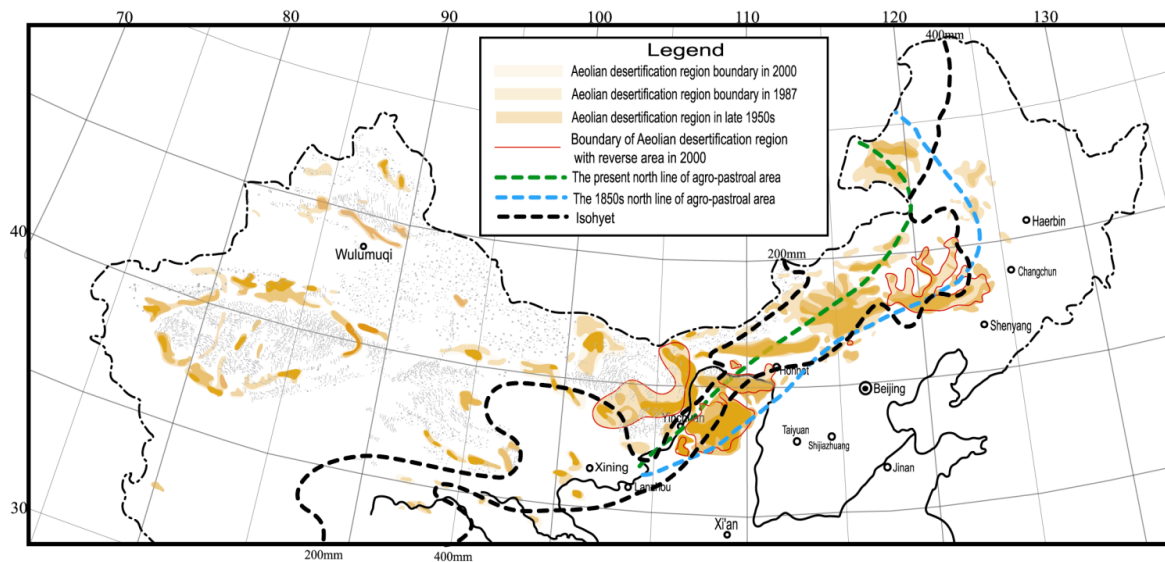 70
80
90
100
110
120
130
400mm
Legend
Aeolian desertification region boundary in 2000
Aeolian desertification region boundary in 1987
Aeolian desertification region in late 1950s
Boundary of Aeolian desertification region
with reverse area in 2000
The present north line of agro-pastroal area
The 1850s north line of agro-pastroal area
Isohyet
40
Wulumuqi
Haerbin
200mm
Changchun
Shenyang
Hohhot
Beijing
Yinchuan
Taiyuan
Shijiazhuang
Xining
Jinan
Lanzhou
30
Xi'an
200mm
400mm